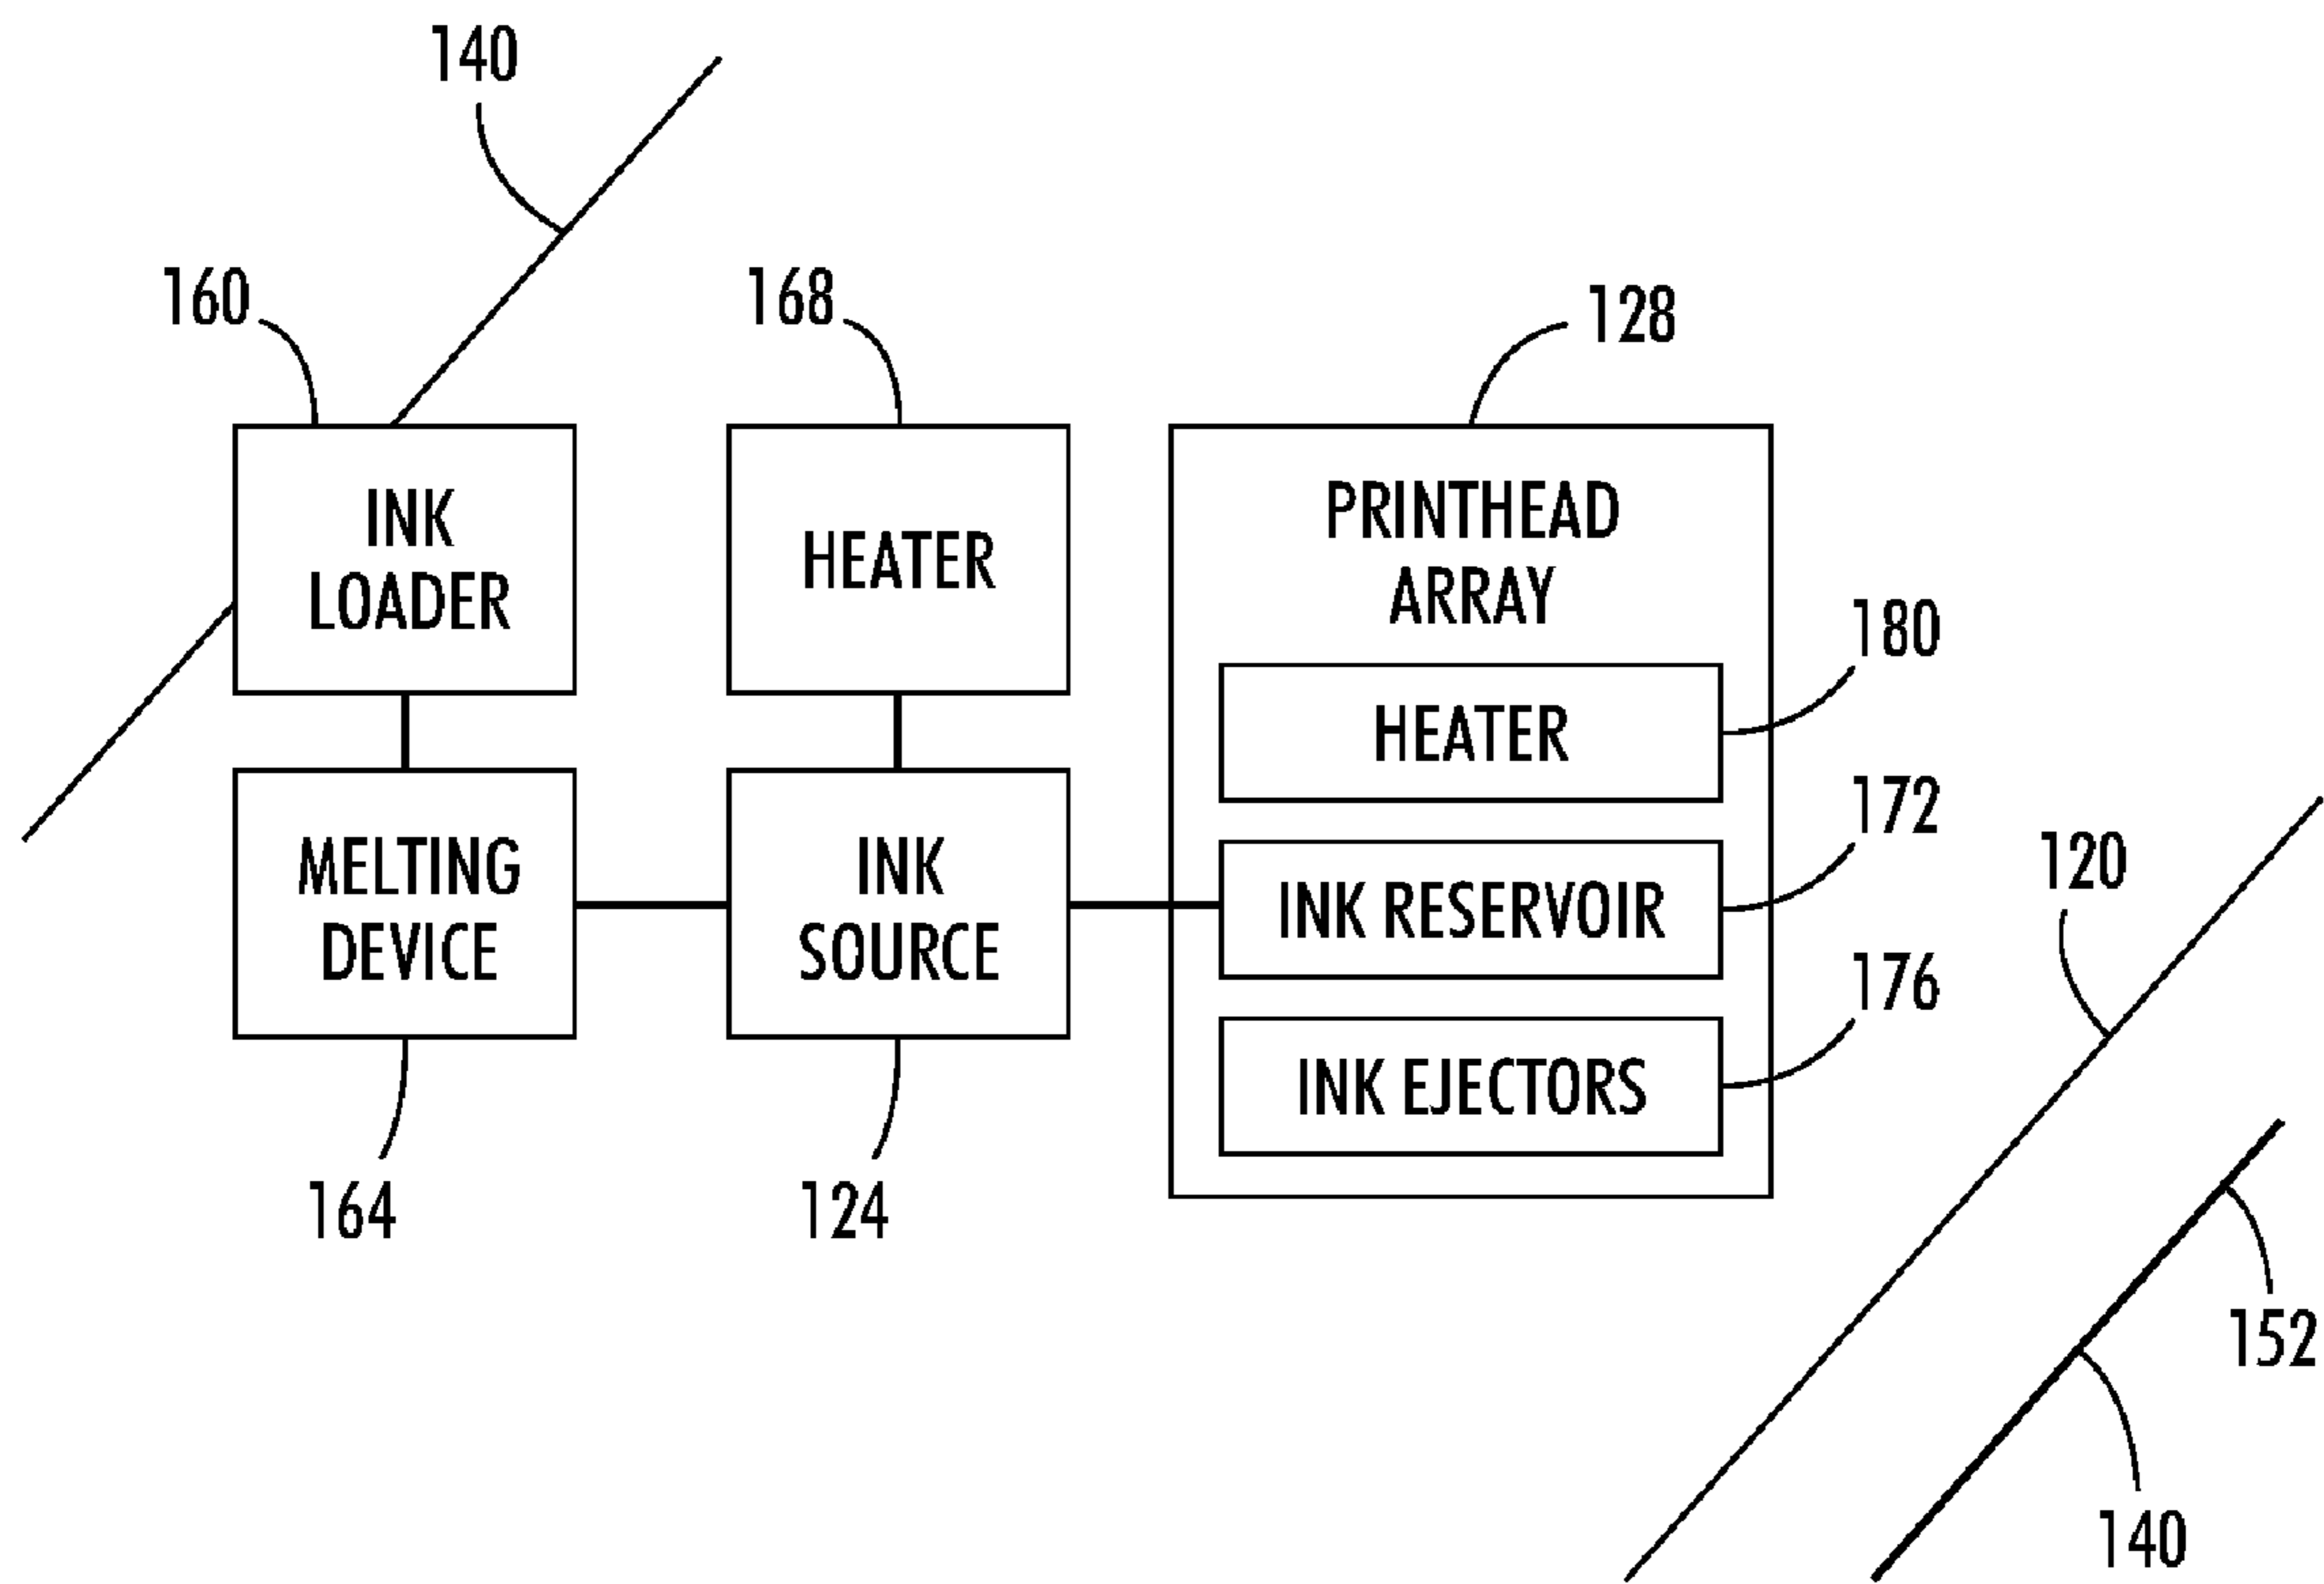 140
160
168
128
INK
LOADER
HEATER
PRINTHEAD
ARRAY
180
HEATER
172
120
MELTING
DEVICE
INK
SOURCE
INK RESERVOIR
176
INK EJECTORS
164
124
152
140